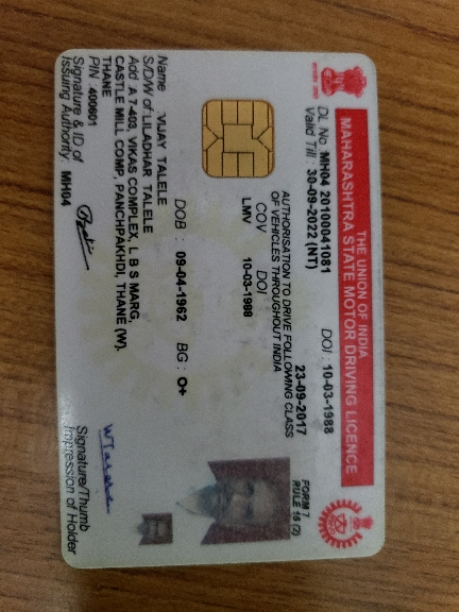 THE UNION OF INDIA
MAHARASHTRA STATE MOTOR DRIVING LICENCE
DL No MH04 20100041081 DOI : 10-03-1988
Valid Till : 30-09-2022 (NT)
23-09-2017
FORM 7
RULE 16 (2)
AUTHORISATION TO DRIVE FOLLOWING CLASS
OF VEHICLES THROUGHOUT INDIA
COV DOI
LMV 10-03-1988
DOB : 09-04-1962 BG : O+
Name VIJAY TALELE
S/D/W of LILADHAR TALELE
Add A 7-403, VIKAS COMPLEX, L B S MARG,
CASTLE MILL COMP, PANCHPAKHDI, THANE (W),
THANE
PIN 400601
Signature & ID of
Issuing Authority: MH04
Signature/Thumb
Impression of Holder